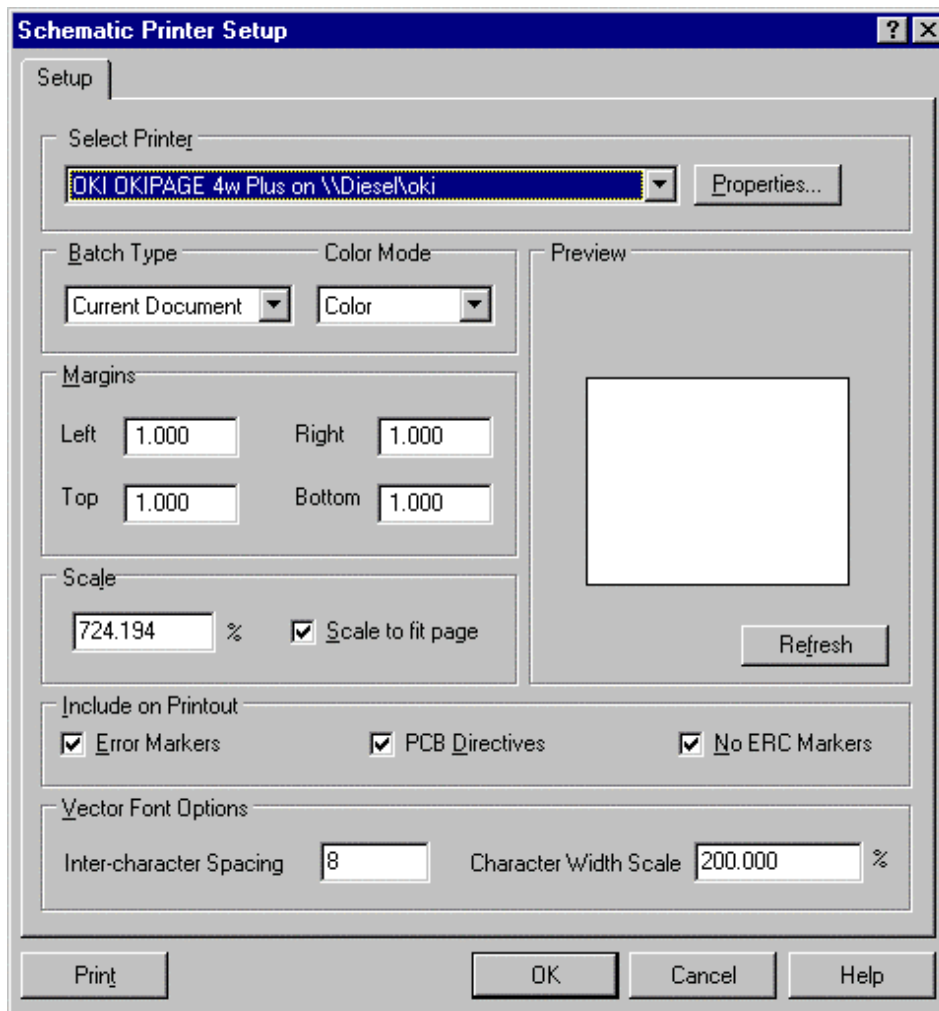 Schematic Printer Setup
Setup
Select Printer
OKI OKIPAGE 4w Plus on \\Diesel\oki
Properties...
Batch Type
Color Mode
Current Document
Color
Preview
Margins
Left 1.000 Right 1.000
Top 1.000 Bottom 1.000
Scale
724.194 % Scale to fit page
Refresh
Include on Printout
Error Markers PCB Directives No ERC Markers
Vector Font Options
Inter-character Spacing 8 Character Width Scale 200.000 %
Print OK Cancel Help